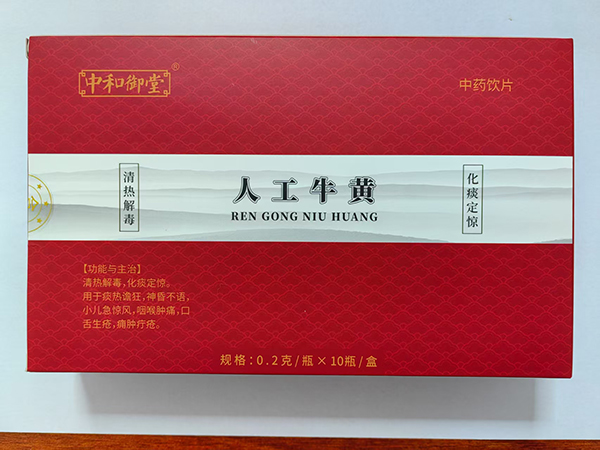 中和御堂®
中药饮片
清热解毒
人工牛黄
REN GONG NIU HUANG
化痰定惊
【功能与主治】
清热解毒,化痰定惊。
用于痰热谵狂,神昏不语,
小儿急惊风,咽喉肿痛,口
舌生疮,痈肿疔疮。
规格:0.2克/瓶×10瓶/盒